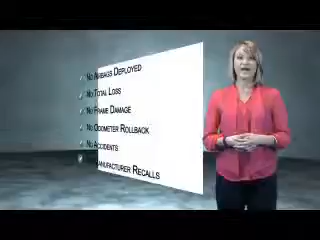 No Airbags Deployed
No Total Loss
No Frame Damage
No Odometer Rollback
No Accidents
Manufacturer Recalls